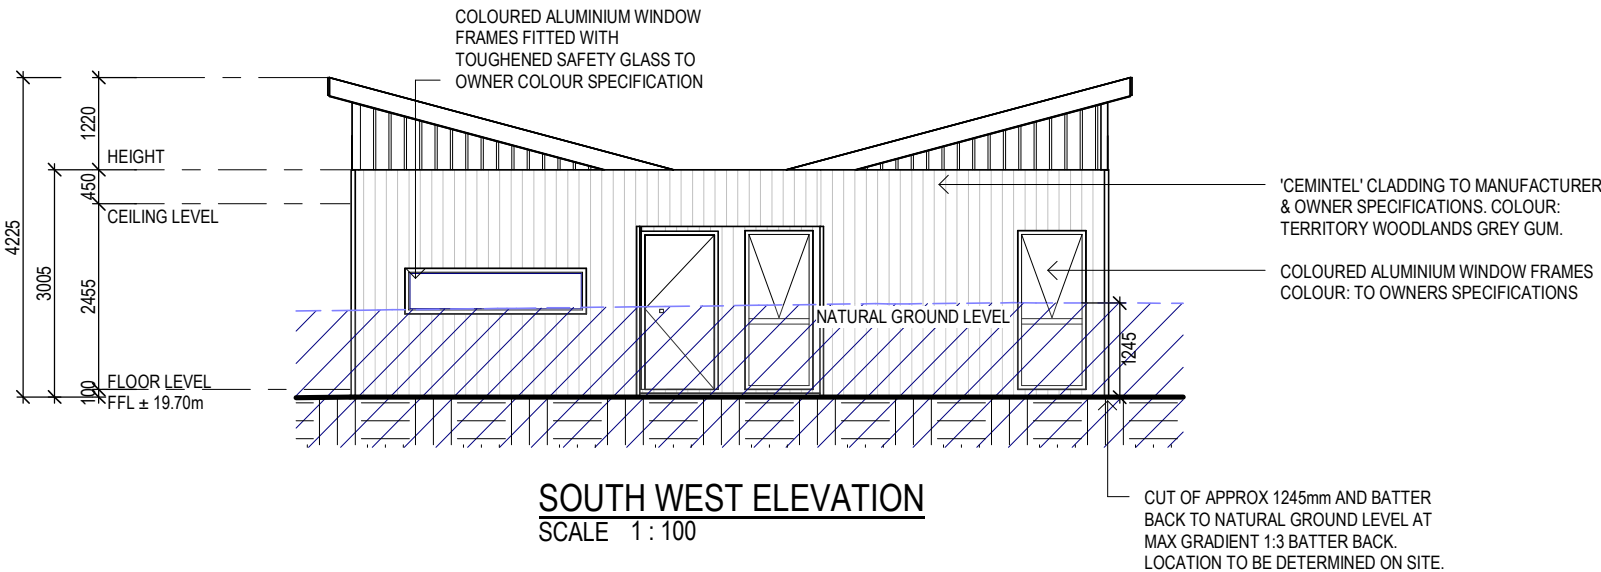 COLOURED ALUMINIUM WINDOW
FRAMES FITTED WITH
TOUGHENED SAFETY GLASS TO
OWNER COLOUR SPECIFICATION
4225
3005
1220
450
2455
100
HEIGHT
CEILING LEVEL
FLOOR LEVEL
FFL ± 19.70m
NATURAL GROUND LEVEL
1245
'CEMINTEL' CLADDING TO MANUFACTURER
& OWNER SPECIFICATIONS. COLOUR:
TERRITORY WOODLANDS GREY GUM.
COLOURED ALUMINIUM WINDOW FRAMES
COLOUR: TO OWNERS SPECIFICATIONS
CUT OF APPROX 1245mm AND BATTER
BACK TO NATURAL GROUND LEVEL AT
MAX GRADIENT 1:3 BATTER BACK.
LOCATION TO BE DETERMINED ON SITE.
SOUTH WEST ELEVATION
SCALE 1 : 100